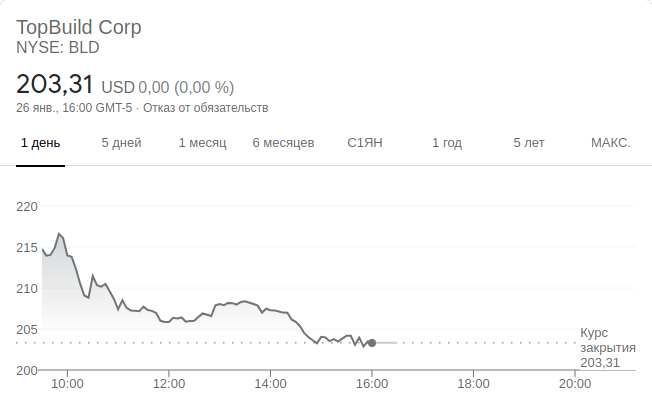 TopBuild Corp
NYSE: BLD
203,31 USD 0,00 (0,00 %)
26 янв., 16:00 GMT-5 · Отказ от обязательств
1 день 5 дней 1 месяц 6 месяцев С1ЯН 1 год 5 лет МАКС.
220
215
210
205
200
Курс
закрытия
203,31
10:00 12:00 14:00 16:00 18:00 20:00